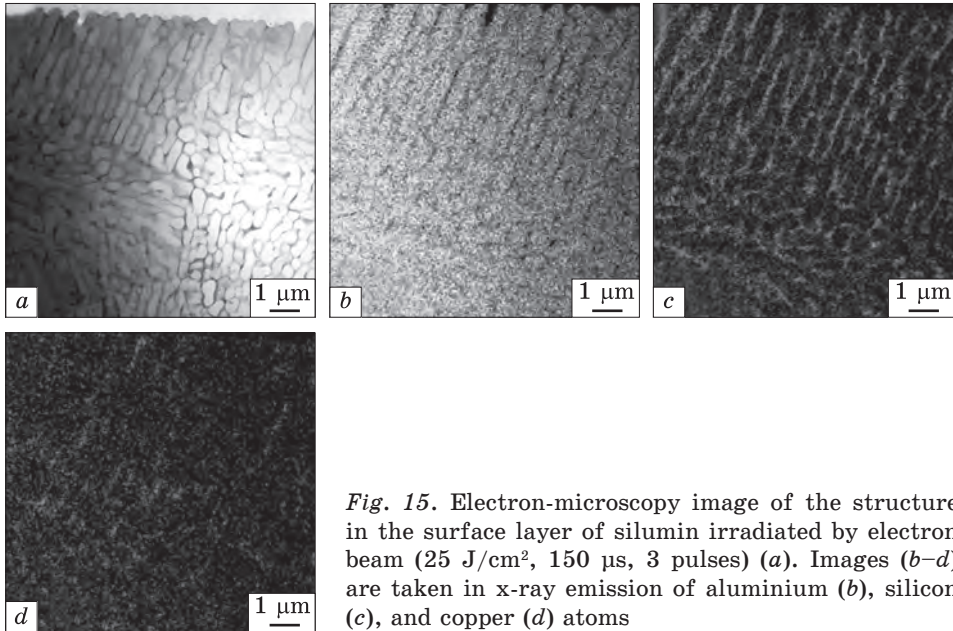 a
1 μm
b
1 μm
c
1 μm
d
1 μm
Fig. 15. Electron-microscopy image of the structure
in the surface layer of silumin irradiated by electron
beam (25 J/cm², 150 μs, 3 pulses) (a). Images (b–d)
are taken in x-ray emission of aluminium (b), silicon
(c), and copper (d) atoms